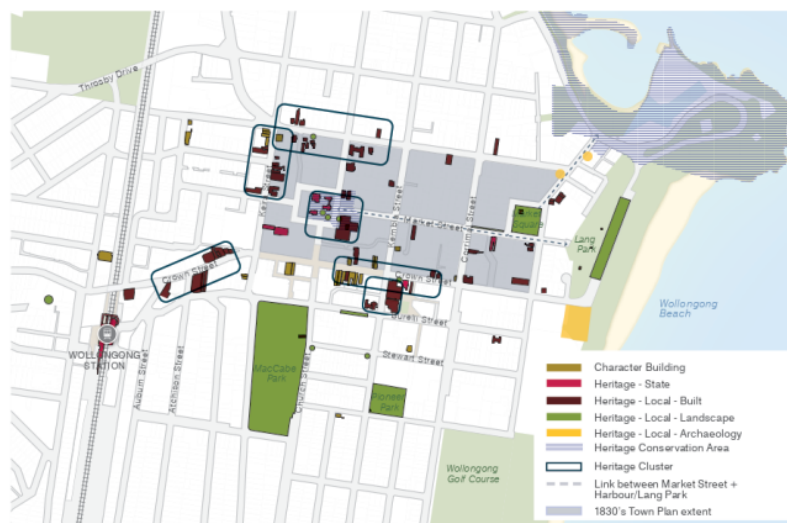 Throsby Drive
Keira Street
Market Street
Market
Square
Kembla Street
Corrimal Street
Lang
Park
Crown Street
Crown Street
Burelli Street
Stewart Street
WOLLONGONG
STATION
Auburn Street
Atchison Street
MacCabe
Park
Church Street
Pioneer
Park
Wollongong
Beach
Wollongong
Golf Course
Character Building
Heritage - State
Heritage - Local - Built
Heritage - Local - Landscape
Heritage - Local - Archaeology
Heritage Conservation Area
Heritage Cluster
Link between Market Street +
Harbour/Lang Park
1830's Town Plan extent